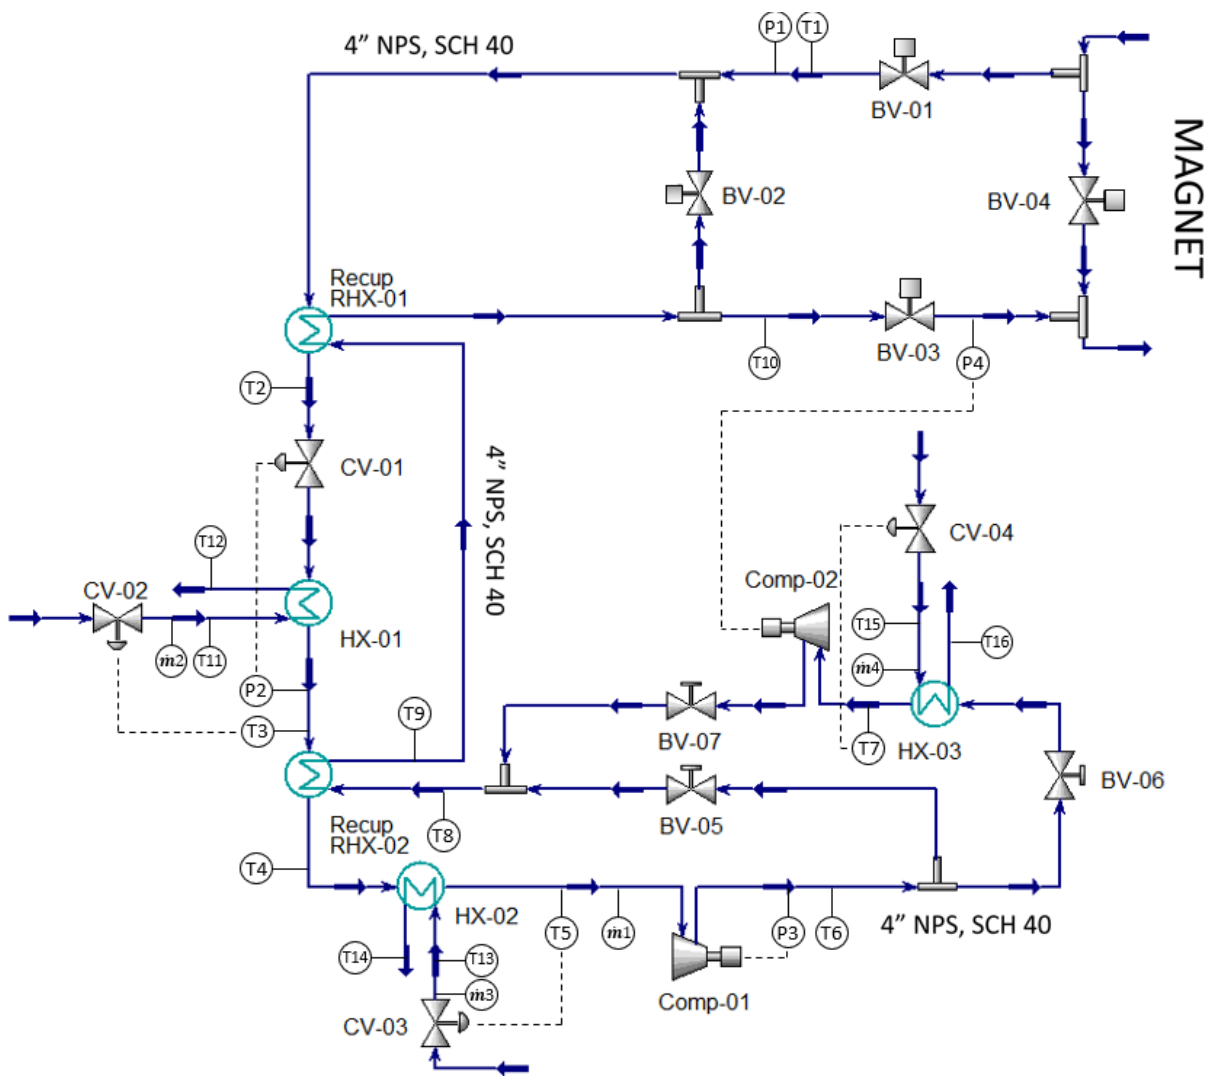 P1 T1
4” NPS, SCH 40
BV-01
MAGNET
BV-02
BV-04
Recup
RHX-01
BV-03
T10
P4
T2
4” NPS, SCH 40
CV-01
CV-04
T12
CV-02
Comp-02
HX-01
ṁ2
T11
T15
T16
ṁ4
P2
T3
T9
T7
HX-03
BV-07
BV-06
BV-05
T8
Recup
RHX-02
T4
HX-02
T5
ṁ1
P3
T6
4” NPS, SCH 40
T14
T13
ṁ3
Comp-01
CV-03